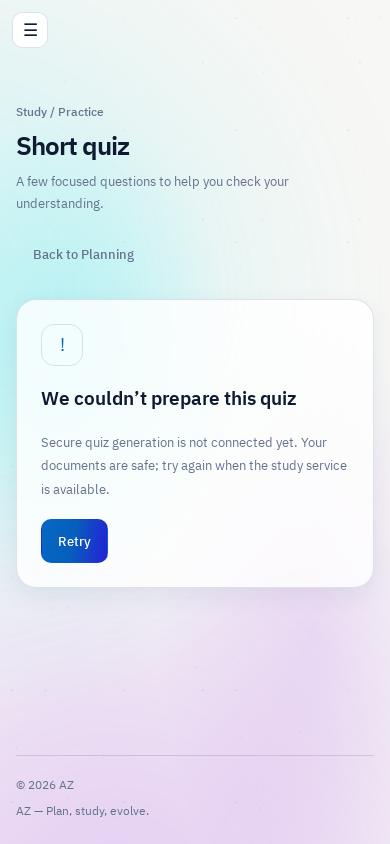 ☰
Study / Practice
Short quiz
A few focused questions to help you check your
understanding.
Back to Planning
!
We couldn’t prepare this quiz
Secure quiz generation is not connected yet. Your
documents are safe; try again when the study service
is available.
Retry
© 2026 AZ
AZ — Plan, study, evolve.